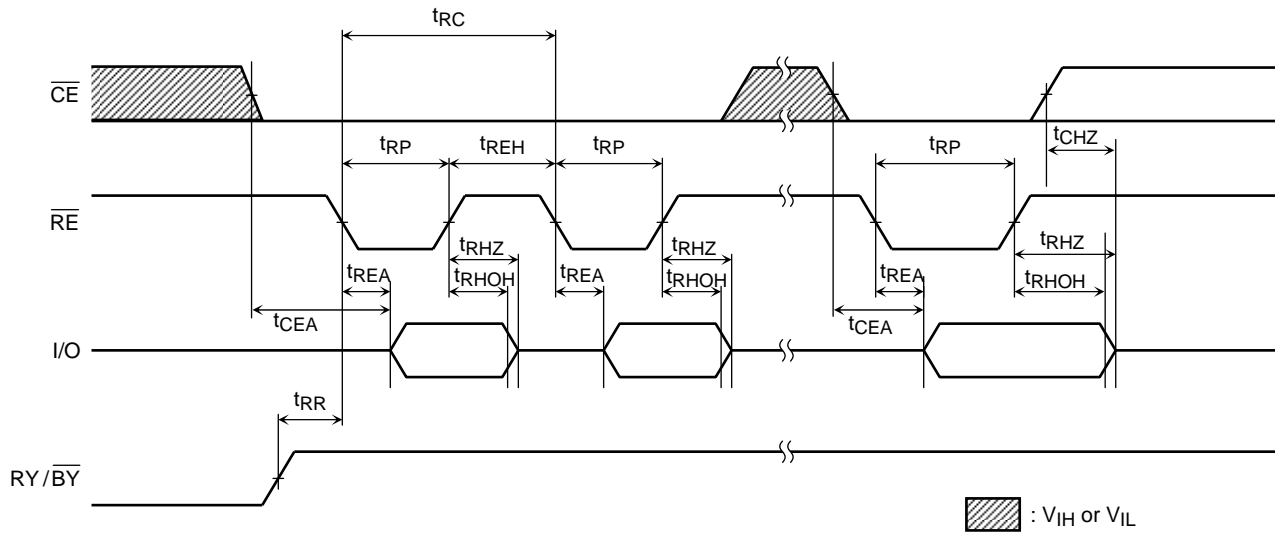 tRC
CE
tCHZ
tRP tREH tRP tRP
RE
tRHZ tRHZ tRHZ
tREA tRHOH tREA tRHOH tREA tRHOH
tCEA tCEA
I/O
tRR
RY/BY
: VIH or VIL